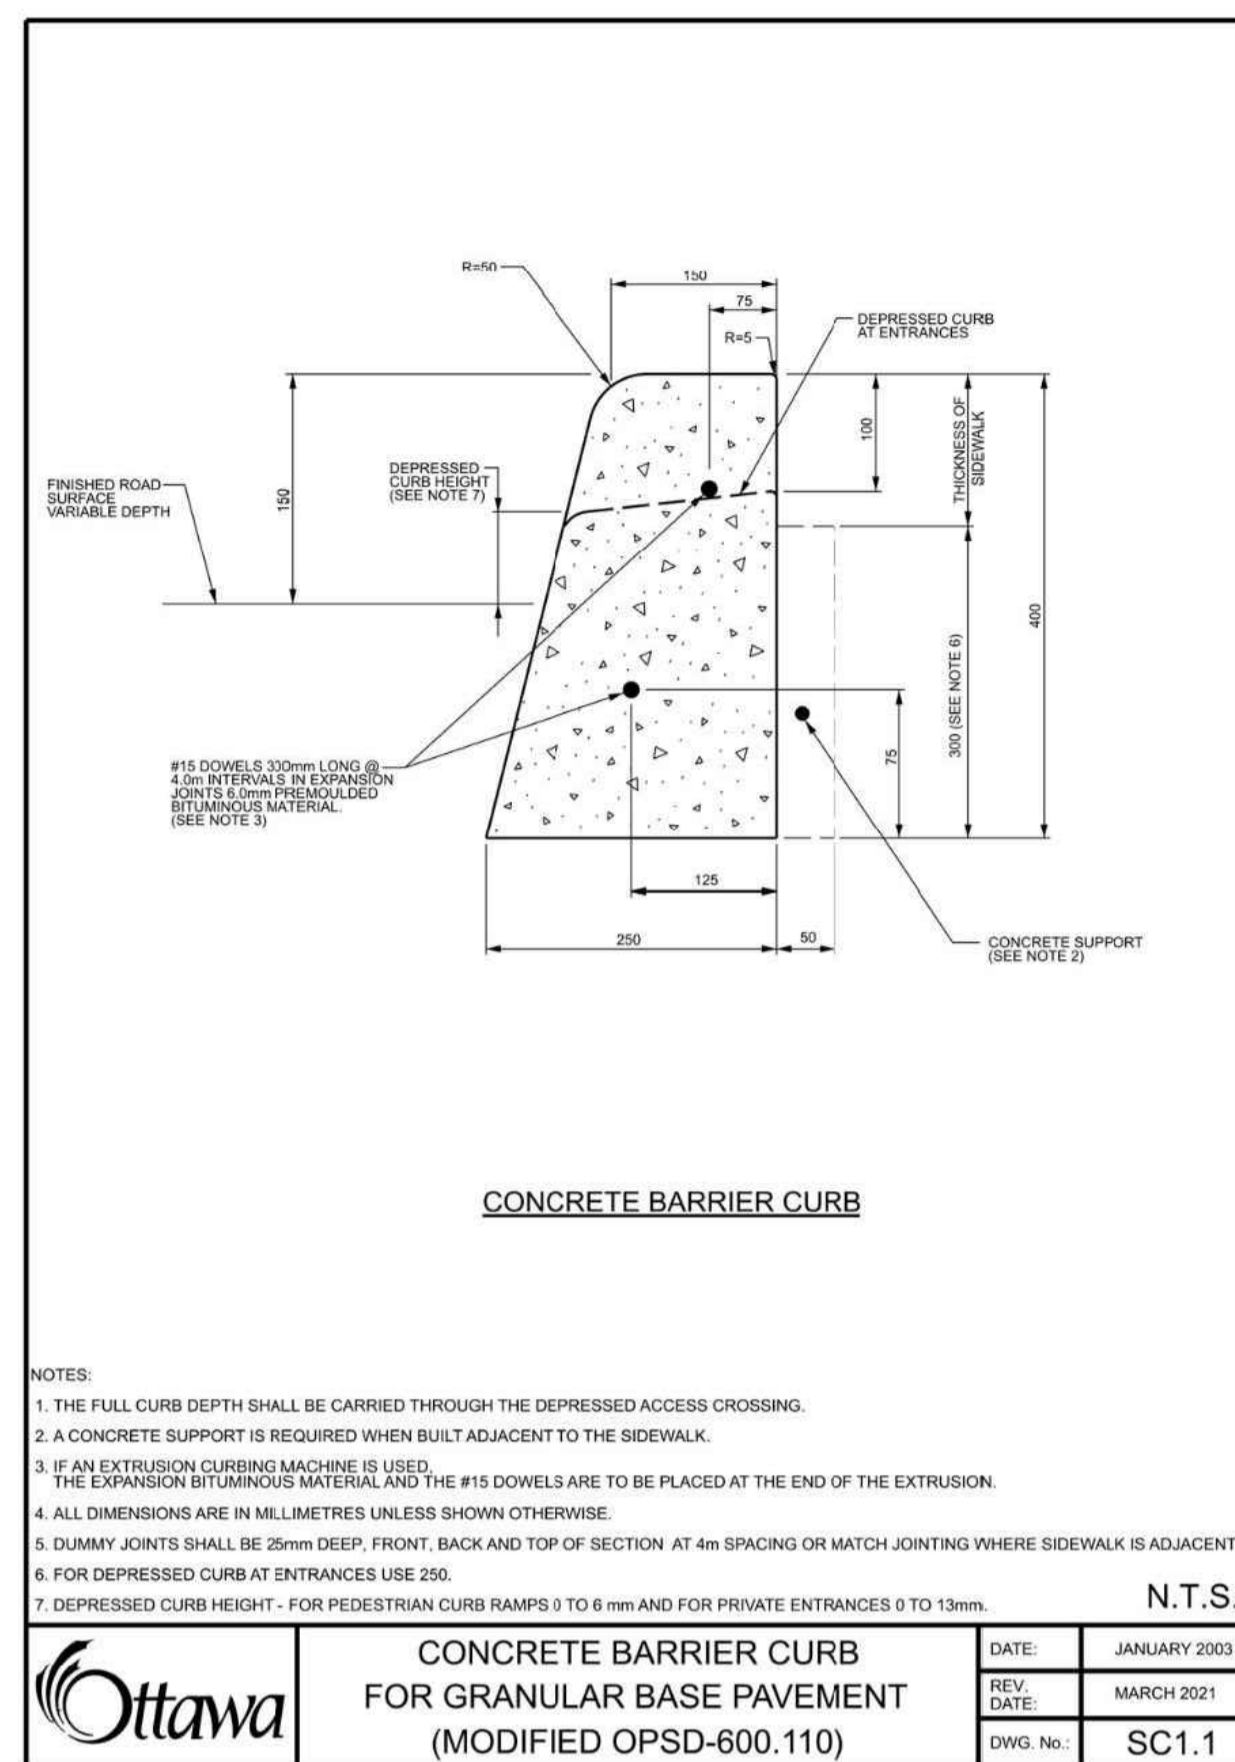 R=50
150
75
R=5
DEPRESSED CURB
AT ENTRANCES
FINISHED ROAD
SURFACE
VARIABLE DEPTH
150
DEPRESSED
CURB HEIGHT
(SEE NOTE 7)
100
THICKNESS OF
SIDEWALK
400
300 (SEE NOTE 6)
75
#15 DOWELS 300mm LONG @
4.0m INTERVALS IN EXPANSION
JOINTS 6.0mm PREMOULDED
BITUMINOUS MATERIAL.
(SEE NOTE 3)
125
250
50
CONCRETE SUPPORT
(SEE NOTE 2)
CONCRETE BARRIER CURB
NOTES:
1. THE FULL CURB DEPTH SHALL BE CARRIED THROUGH THE DEPRESSED ACCESS CROSSING.
2. A CONCRETE SUPPORT IS REQUIRED WHEN BUILT ADJACENT TO THE SIDEWALK.
3. IF AN EXTRUSION CURBING MACHINE IS USED,
THE EXPANSION BITUMINOUS MATERIAL AND THE #15 DOWELS ARE TO BE PLACED AT THE END OF THE EXTRUSION.
4. ALL DIMENSIONS ARE IN MILLIMETRES UNLESS SHOWN OTHERWISE.
5. DUMMY JOINTS SHALL BE 25mm DEEP, FRONT, BACK AND TOP OF SECTION AT 4m SPACING OR MATCH JOINTING WHERE SIDEWALK IS ADJACENT
6. FOR DEPRESSED CURB AT ENTRANCES USE 250.
7. DEPRESSED CURB HEIGHT - FOR PEDESTRIAN CURB RAMPS 0 TO 6 mm AND FOR PRIVATE ENTRANCES 0 TO 13mm.
N.T.S.
Ottawa
CONCRETE BARRIER CURB
FOR GRANULAR BASE PAVEMENT
(MODIFIED OPSD-600.110)
DATE: JANUARY 2003
REV.
DATE: MARCH 2021
DWG. No.: SC1.1